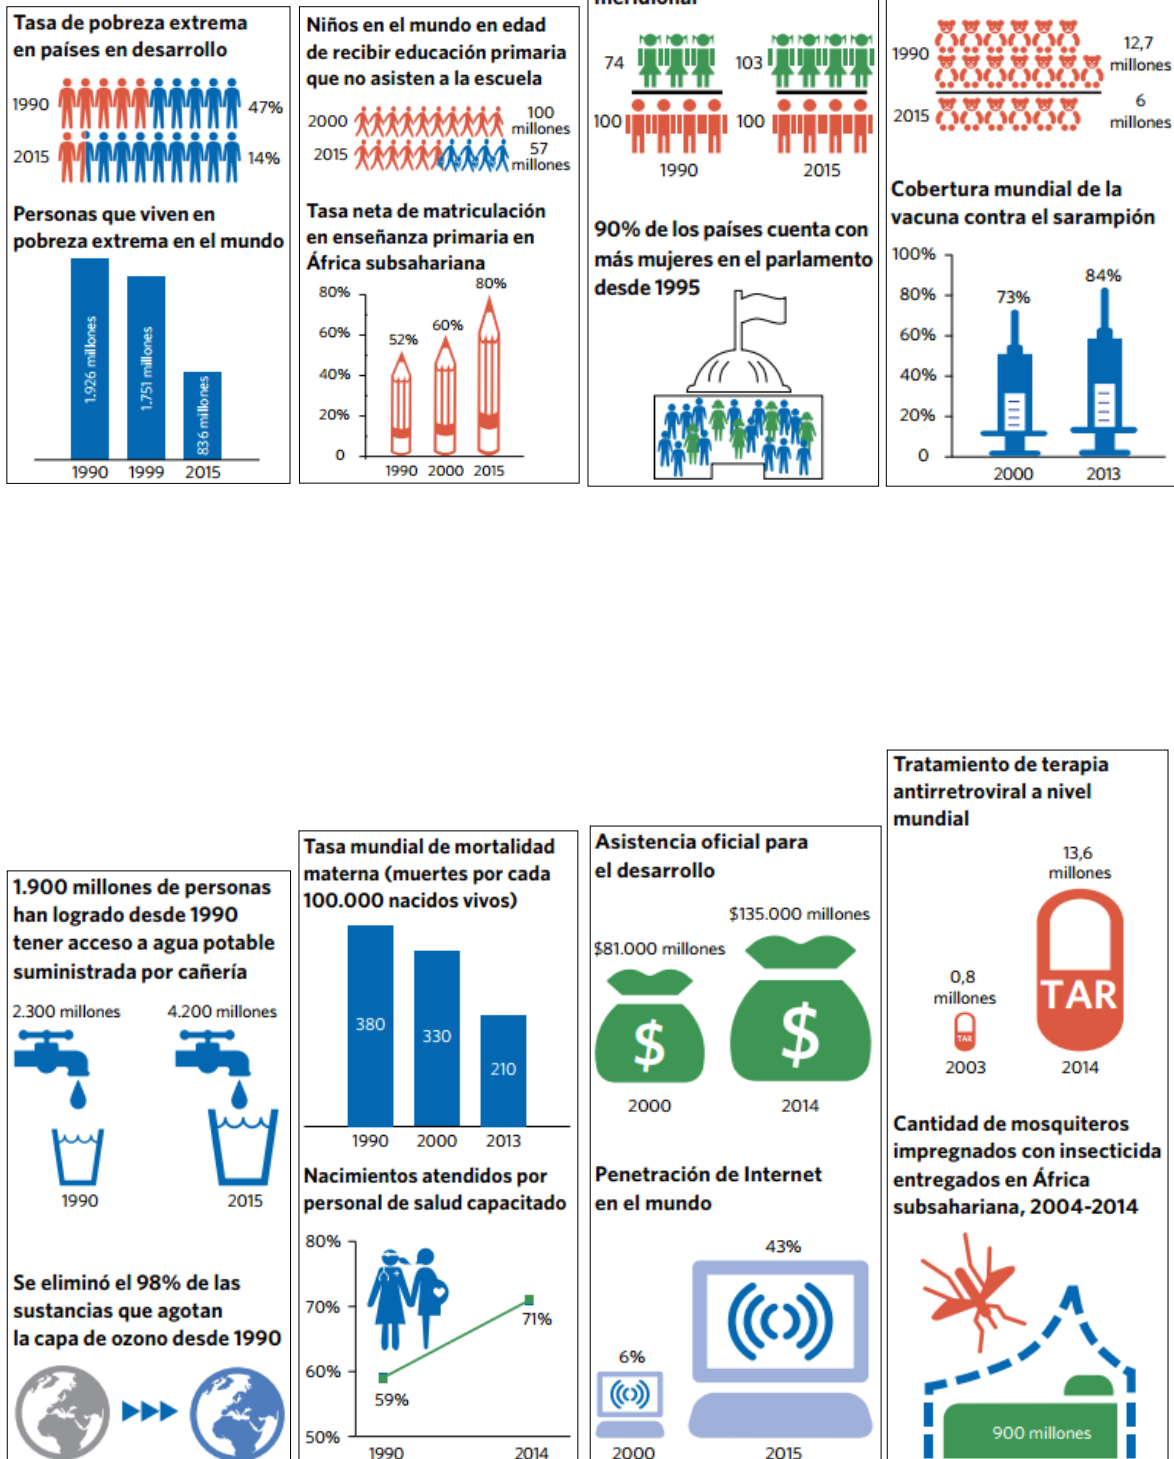 Tasa de pobreza extrema
en países en desarrollo
1990
47%
2015
14%
Personas que viven en
pobreza extrema en el mundo
1.926 millones
1.751 millones
836 millones
1990 1999 2015
Niños en el mundo en edad
de recibir educación primaria
que no asisten a la escuela
2000
100
millones
2015
57
millones
Tasa neta de matriculación
en enseñanza primaria en
África subsahariana
80%
60%
40%
20%
0
52%
60%
80%
1990 2000 2015
meridional
74
103
100
100
1990
2015
90% de los países cuenta con
más mujeres en el parlamento
desde 1995
1990
12,7
millones
2015
6
millones
Cobertura mundial de la
vacuna contra el sarampión
100%
80%
60%
40%
20%
0
73%
84%
2000
2013
1.900 millones de personas
han logrado desde 1990
tener acceso a agua potable
suministrada por cañería
2.300 millones
4.200 millones
1990
2015
Se eliminó el 98% de las
sustancias que agotan
la capa de ozono desde 1990
Tasa mundial de mortalidad
materna (muertes por cada
100.000 nacidos vivos)
380
330
210
1990 2000 2013
Nacimientos atendidos por
personal de salud capacitado
80%
70%
60%
50%
71%
59%
1990
2014
Asistencia oficial para
el desarrollo
$135.000 millones
$81.000 millones
$
$
2000
2014
Penetración de Internet
en el mundo
43%
6%
2000
2015
Tratamiento de terapia
antirretroviral a nivel
mundial
13,6
millones
0,8
millones
TAR
TAR
2003
2014
Cantidad de mosquiteros
impregnados con insecticida
entregados en África
subsahariana, 2004-2014
900 millones